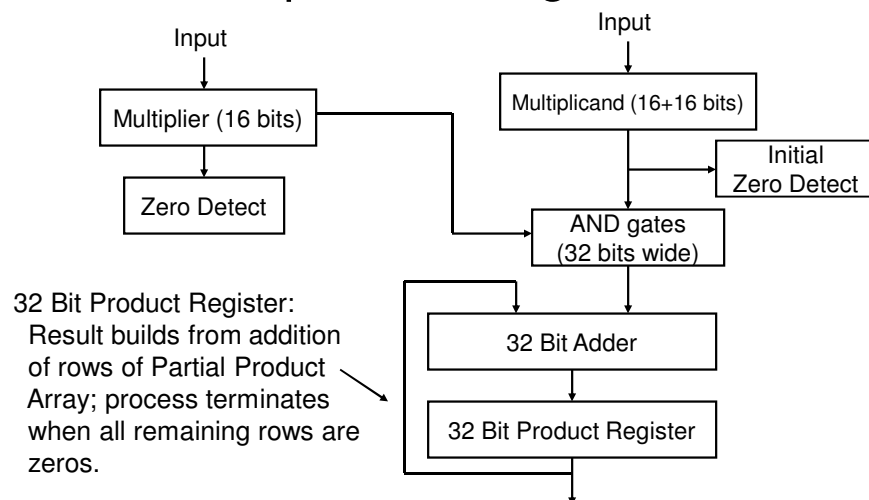 Input
Input
Multiplier (16 bits)
Multiplicand (16+16 bits)
Initial
Zero Detect
Zero Detect
AND gates
(32 bits wide)
32 Bit Product Register:
Result builds from addition
of rows of Partial Product
Array; process terminates
when all remaining rows are
zeros.
32 Bit Adder
32 Bit Product Register